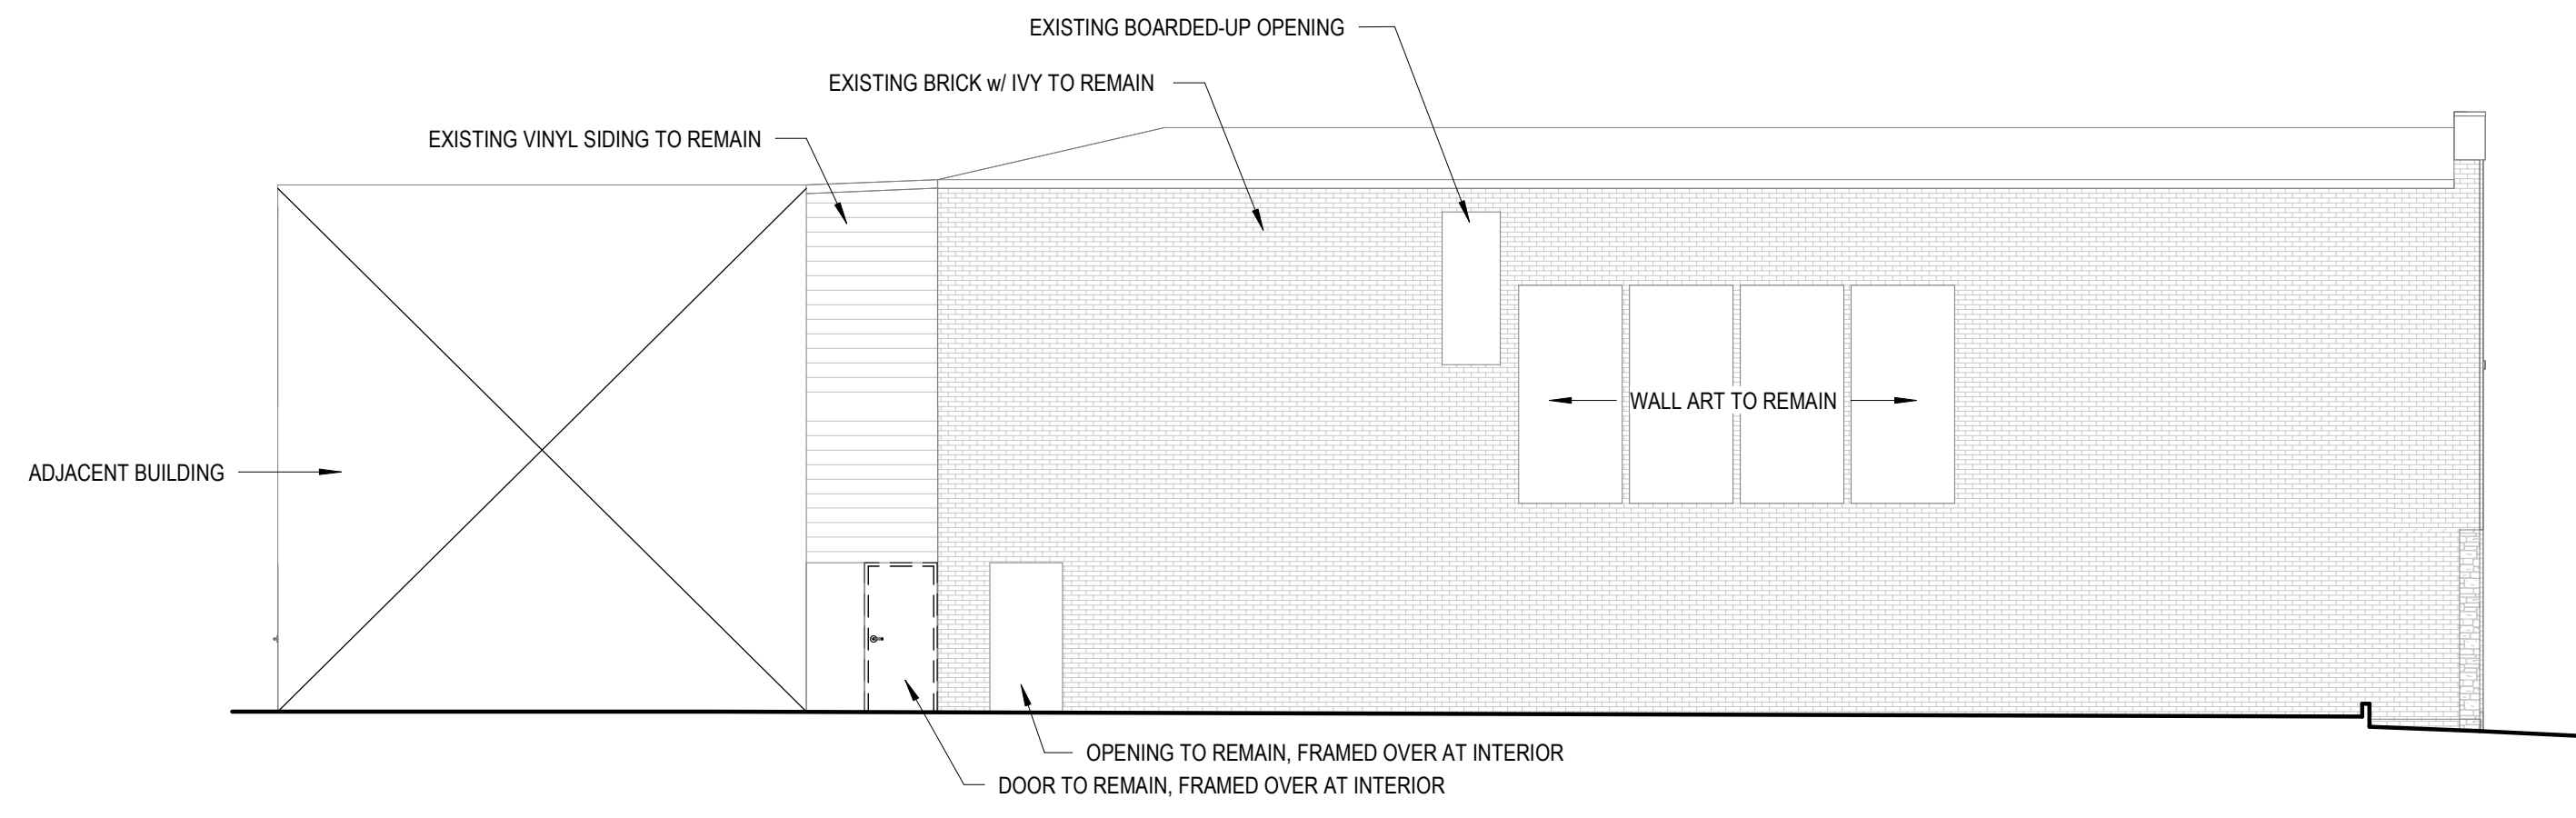 EXISTING BOARDED-UP OPENING
EXISTING BRICK w/ IVY TO REMAIN
EXISTING VINYL SIDING TO REMAIN
WALL ART TO REMAIN
ADJACENT BUILDING
OPENING TO REMAIN, FRAMED OVER AT INTERIOR
DOOR TO REMAIN, FRAMED OVER AT INTERIOR